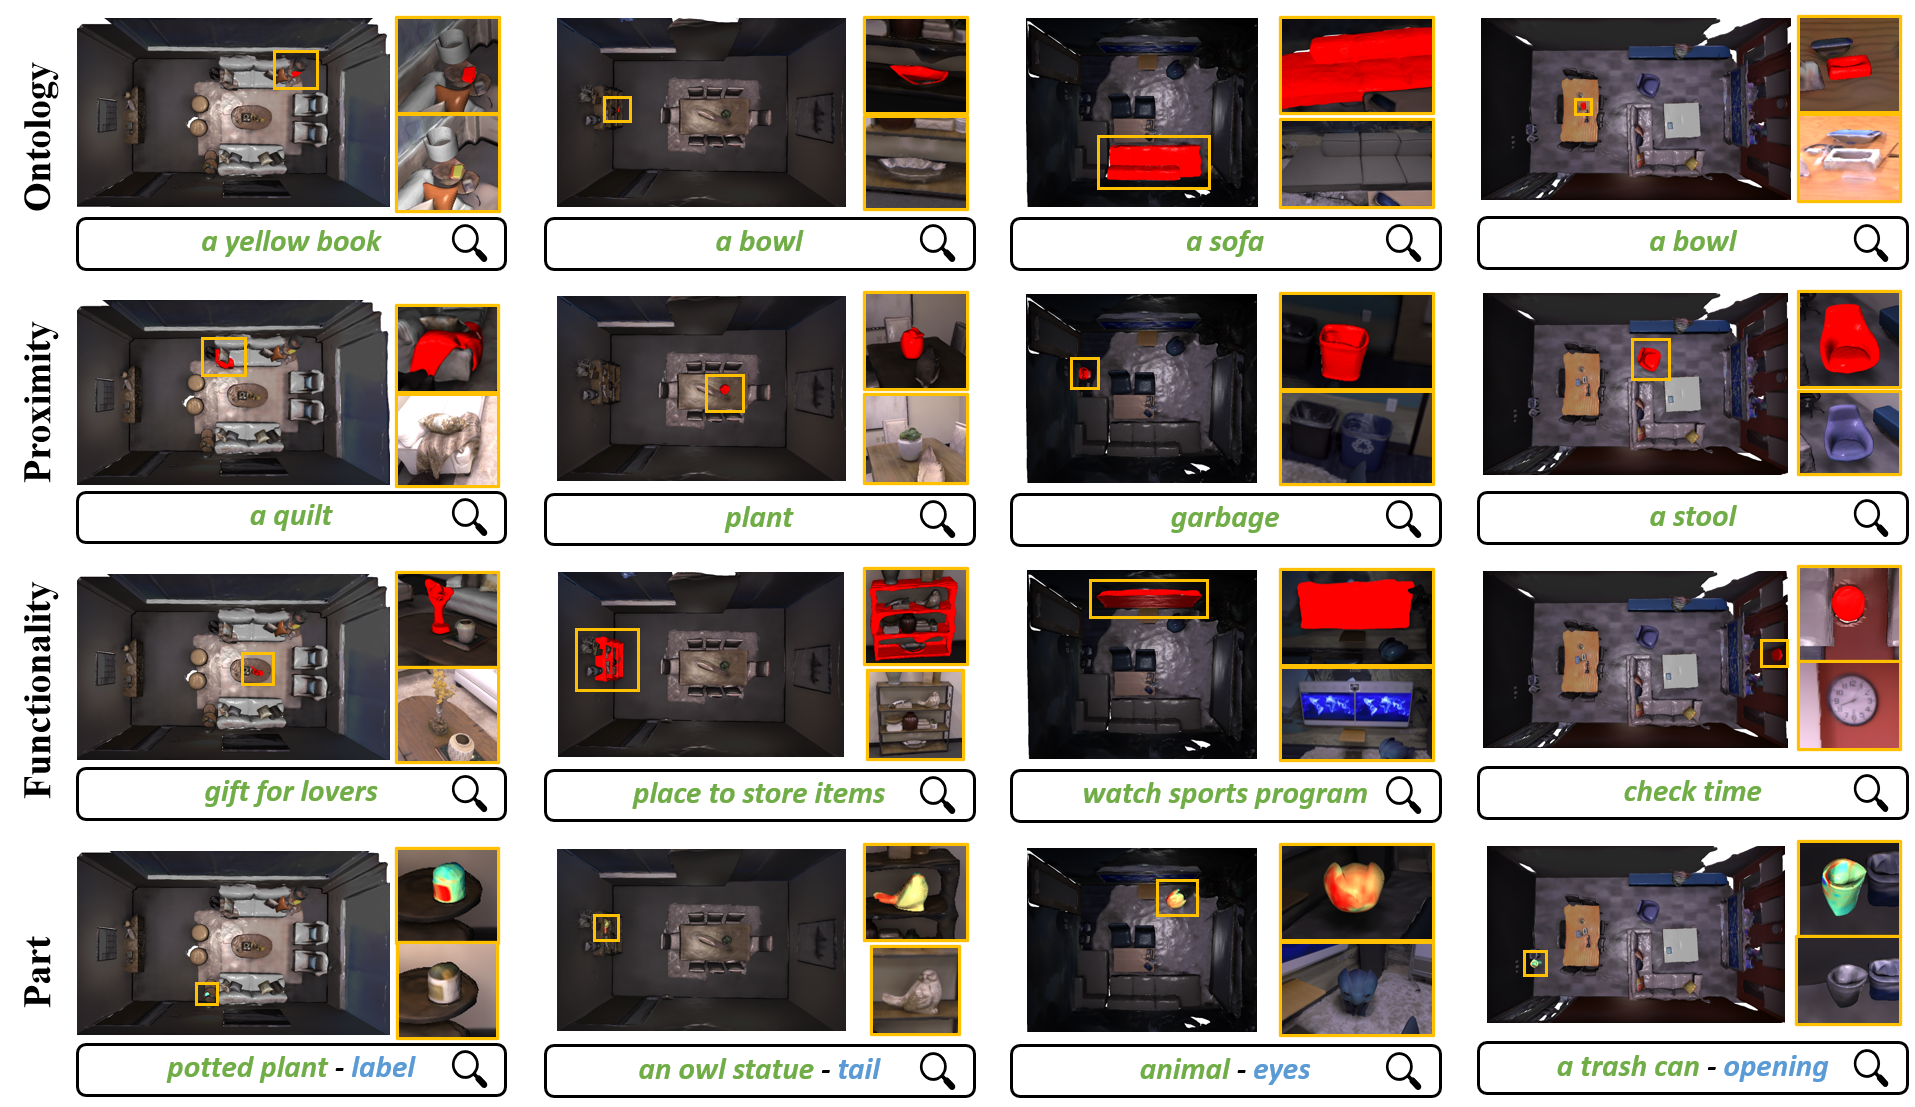 Ontology
a yellow book
a bowl
a sofa
a bowl
Proximity
a quilt
plant
garbage
a stool
Functionality
gift for lovers
place to store items
watch sports program
check time
Part
potted plant - label
an owl statue - tail
animal - eyes
a trash can - opening